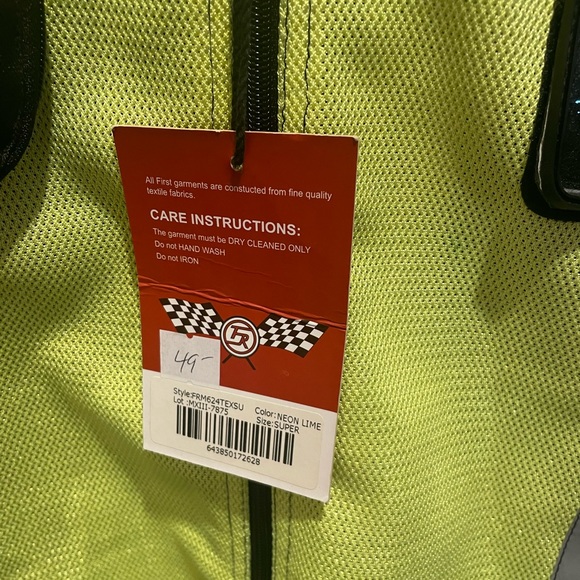 All First garments are constucted from fine quality
textile fabrics.
CARE INSTRUCTIONS:
The garment must be DRY CLEANED ONLY
Do not HAND WASH
Do not IRON
FR
49-
Style:FRM624TEXSU Color:NEON LIME
Lot :MXIII-7875 Size:SUPER
643850172628